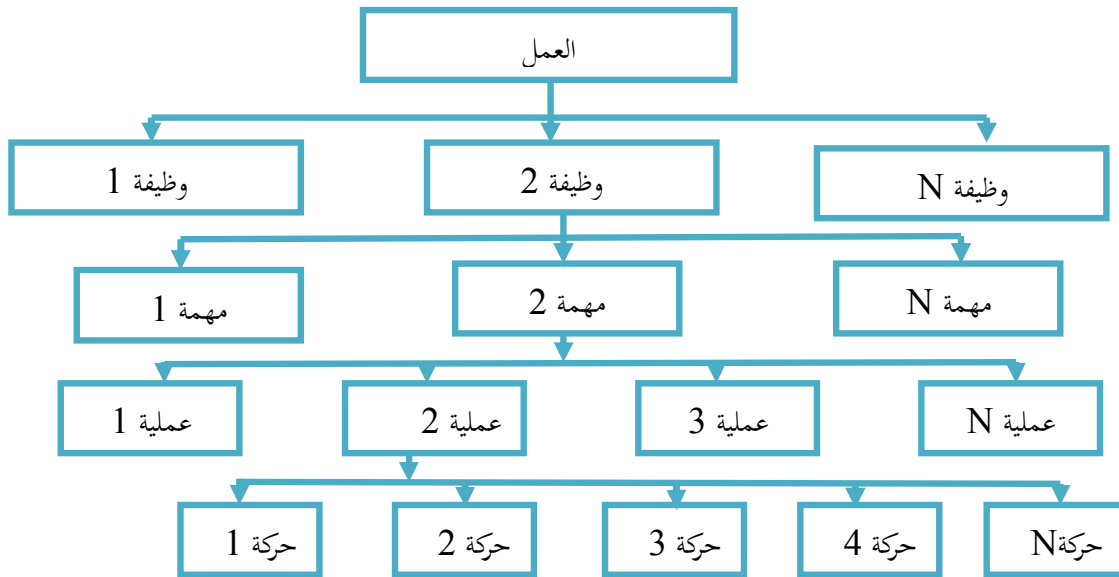 العمل
وظيفة 1
وظيفة 2
وظيفة N
مهمة 1
مهمة 2
مهمة N
عملية 1
عملية 2
عملية 3
عملية N
حركة 1
حركة 2
حركة 3
حركة 4
حركةN